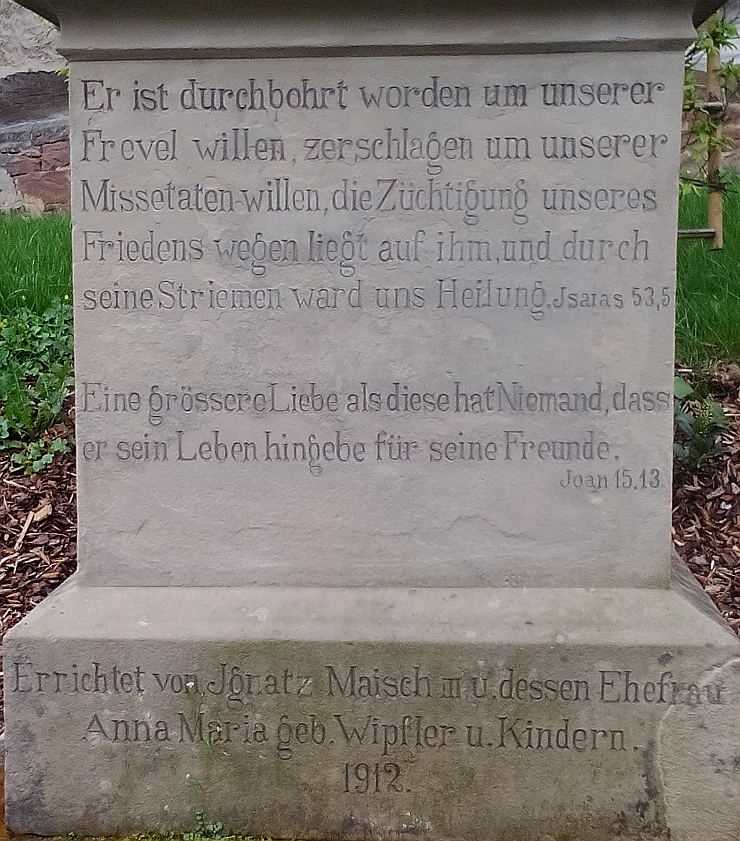 Er ist durchbohrt worden um unserer
Frevel willen, zerschlagen um unserer
Missetaten willen, die Züchtigung unseres
Friedens wegen liegt auf ihm, und durch
seine Striemen ward uns Heilung. Jsaias 53,5
Eine grössere Liebe als diese hat Niemand, dass
er sein Leben hingebe für seine Freunde.
Joan 15,13
Errichtet von Jgnatz Maisch III u. dessen Ehefrau
Anna Maria geb. Wipfler u. Kindern.
1912.